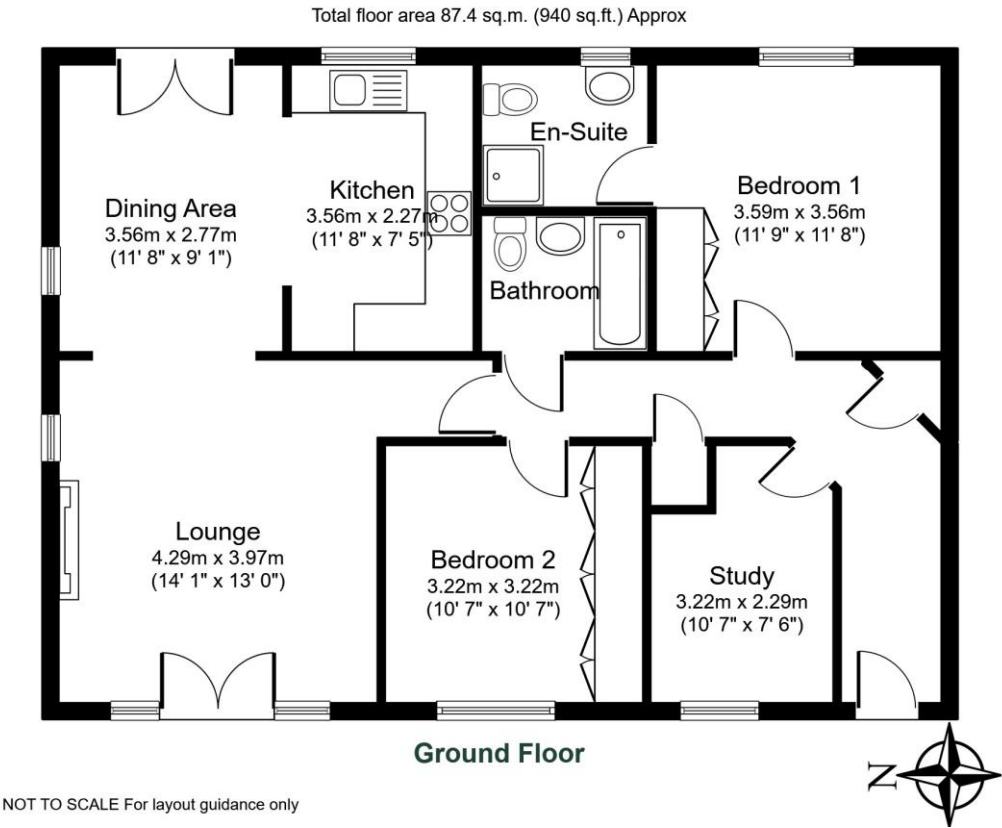 Total floor area 87.4 sq.m. (940 sq.ft.) Approx
En-Suite
Kitchen
3.56m x 2.27m
(11' 8" x 7' 5")
Dining Area
3.56m x 2.77m
(11' 8" x 9' 1")
Bedroom 1
3.59m x 3.56m
(11' 9" x 11' 8")
Bathroom
Lounge
4.29m x 3.97m
(14' 1" x 13' 0")
Bedroom 2
3.22m x 3.22m
(10' 7" x 10' 7")
Study
3.22m x 2.29m
(10' 7" x 7' 6")
Ground Floor
N
NOT TO SCALE For layout guidance only